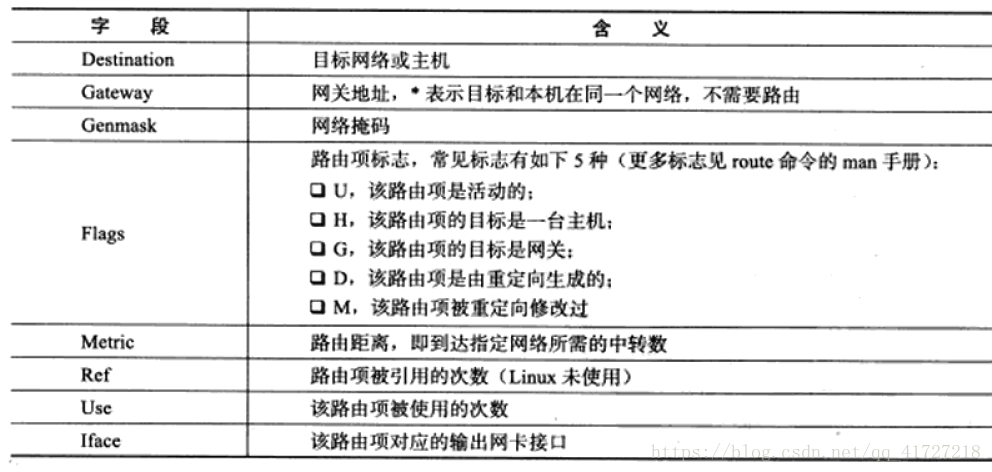 字 段 含 义
Destination 目标网络或主机
Gateway 网关地址，* 表示目标和本机在同一个网络，不需要路由
Genmask 网络掩码
Flags 路由项标志，常见标志有如下 5 种（更多标志见 route 命令的 man 手册）：
❑ U，该路由项是活动的；
❑ H，该路由项的目标是一台主机；
❑ G，该路由项的目标是网关；
❑ D，该路由项是由重定向生成的；
❑ M，该路由项被重定向修改过
Metric 路由距离，即到达指定网络所需的中转数
Ref 路由项被引用的次数（Linux 未使用）
Use 该路由项被使用的次数
Iface 该路由项对应的输出网卡接口
https://blog.csdn.net/qq_41727218